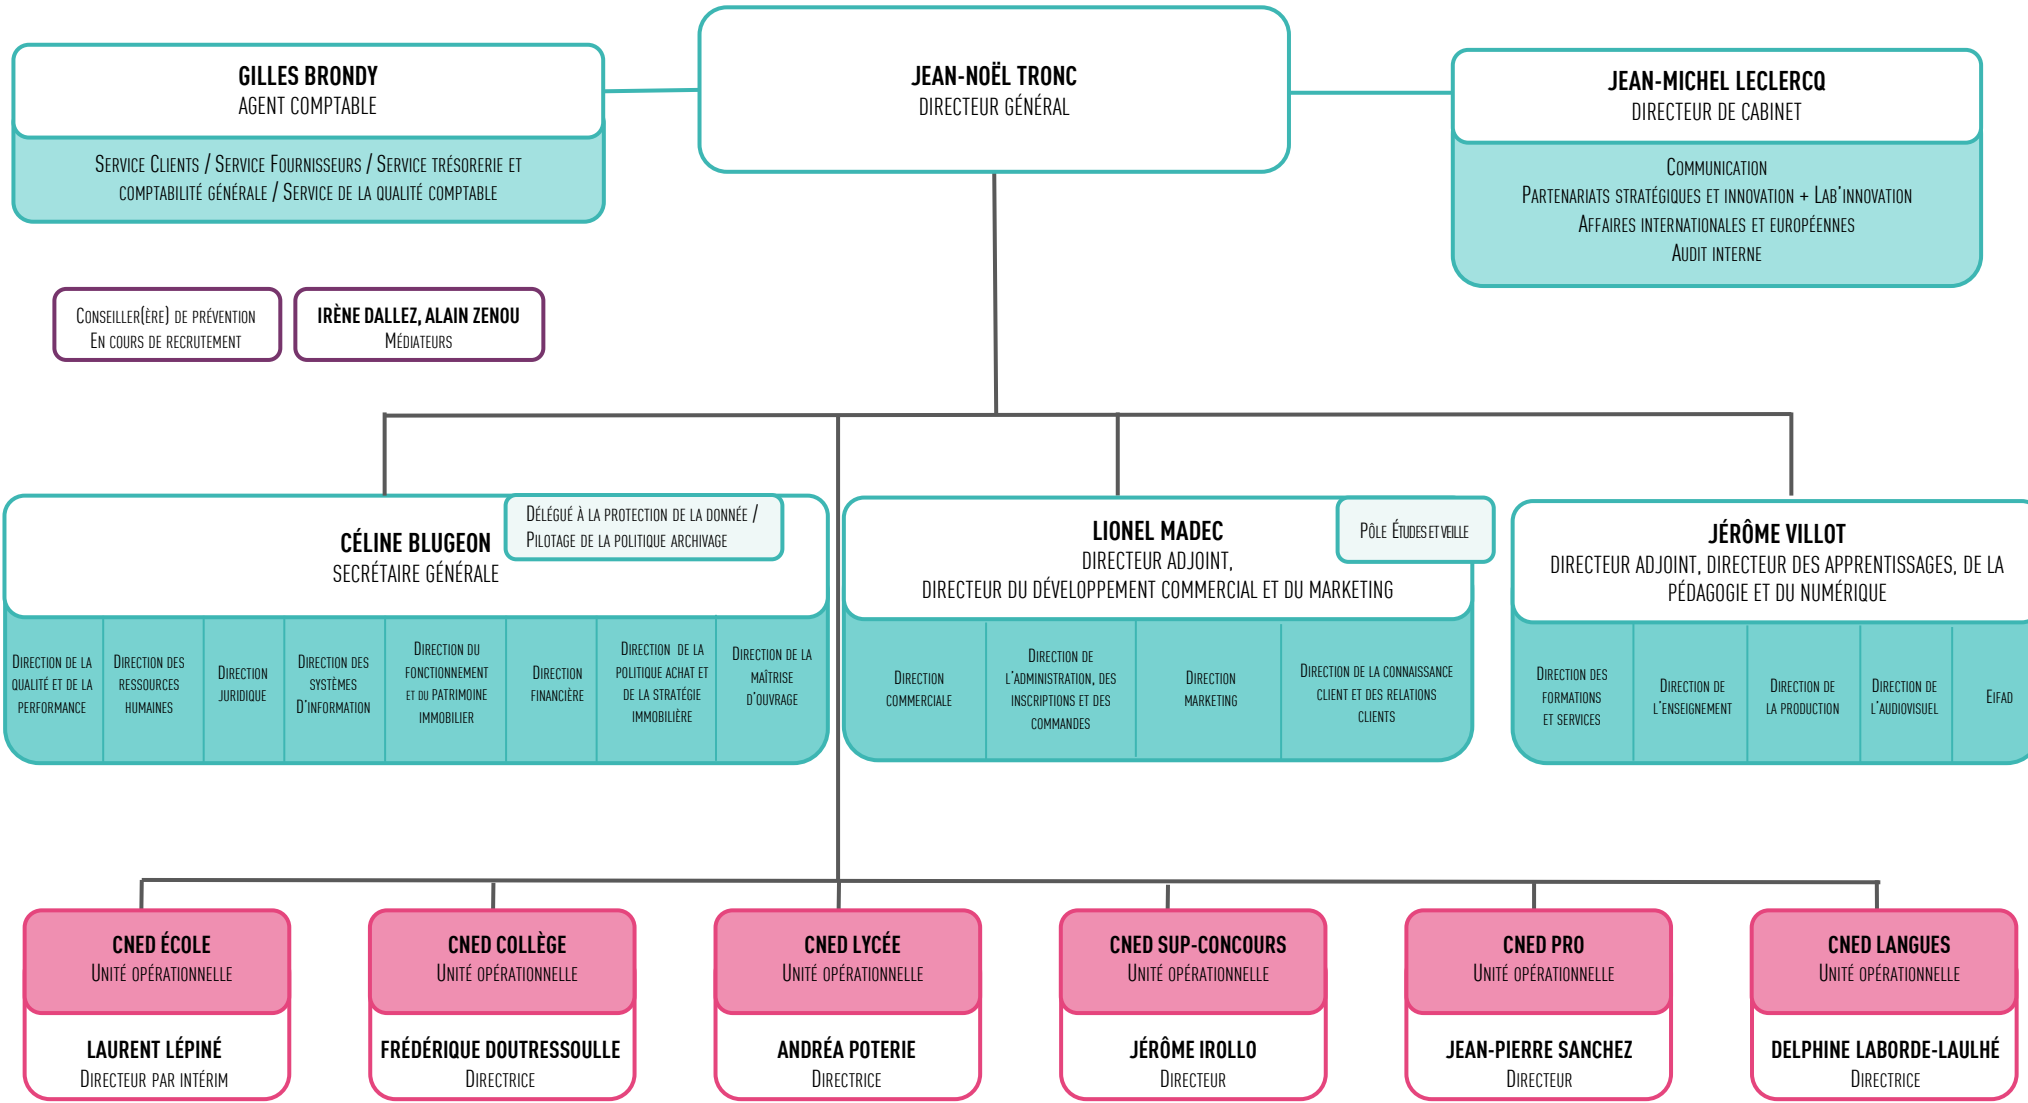 GILLES BRONDY
AGENT COMPTABLE
SERVICE CLIENTS / SERVICE FOURNISSEURS / SERVICE TRÉSORERIE ET
COMPTABILITÉ GÉNÉRALE / SERVICE DE LA QUALITÉ COMPTABLE
JEAN-NOËL TRONC
DIRECTEUR GÉNÉRAL
JEAN-MICHEL LECLERCQ
DIRECTEUR DE CABINET
COMMUNICATION
PARTENARIATS STRATÉGIQUES ET INNOVATION + LAB'INNOVATION
AFFAIRES INTERNATIONALES ET EUROPÉENNES
AUDIT INTERNE
CONSEILLER(ÈRE) DE PRÉVENTION
EN COURS DE RECRUTEMENT
IRÈNE DALLEZ, ALAIN ZENOU
MÉDIATEURS
CÉLINE BLUGEON
SECRÉTAIRE GÉNÉRALE
DÉLÉGUÉ À LA PROTECTION DE LA DONNÉE /
PILOTAGE DE LA POLITIQUE ARCHIVAGE
DIRECTION DE LA
QUALITÉ ET DE LA
PERFORMANCE
DIRECTION DES
RESSOURCES
HUMAINES
DIRECTION
JURIDIQUE
DIRECTION DES
SYSTÈMES
D'INFORMATION
DIRECTION DU
FONCTIONNEMENT
ET DU PATRIMOINE
IMMOBILIER
DIRECTION
FINANCIÈRE
DIRECTION DE LA
POLITIQUE ACHAT ET
DE LA STRATÉGIE
IMMOBILIÈRE
DIRECTION DE LA
MAÎTRISE
D'OUVRAGE
LIONEL MADEC
DIRECTEUR ADJOINT,
DIRECTEUR DU DÉVELOPPEMENT COMMERCIAL ET DU MARKETING
PÔLE ÉTUDES ET VEILLE
DIRECTION
COMMERCIALE
DIRECTION DE
L'ADMINISTRATION, DES
INSCRIPTIONS ET DES
COMMANDES
DIRECTION
MARKETING
DIRECTION DE LA CONNAISSANCE
CLIENT ET DES RELATIONS
CLIENTS
JÉRÔME VILLOT
DIRECTEUR ADJOINT, DIRECTEUR DES APPRENTISSAGES, DE LA
PÉDAGOGIE ET DU NUMÉRIQUE
DIRECTION DES
FORMATIONS
ET SERVICES
DIRECTION DE
L'ENSEIGNEMENT
DIRECTION DE
LA PRODUCTION
DIRECTION DE
L'AUDIOVISUEL
EIFAD
CNED ÉCOLE
UNITÉ OPÉRATIONNELLE
LAURENT LÉPINÉ
DIRECTEUR PAR INTÉRIM
CNED COLLÈGE
UNITÉ OPÉRATIONNELLE
FRÉDÉRIQUE DOUTRESSOULLE
DIRECTRICE
CNED LYCÉE
UNITÉ OPÉRATIONNELLE
ANDRÉA POTERIE
DIRECTRICE
CNED SUP-CONCOURS
UNITÉ OPÉRATIONNELLE
JÉRÔME IROLLO
DIRECTEUR
CNED PRO
UNITÉ OPÉRATIONNELLE
JEAN-PIERRE SANCHEZ
DIRECTEUR
CNED LANGUES
UNITÉ OPÉRATIONNELLE
DELPHINE LABORDE-LAULHÉ
DIRECTRICE